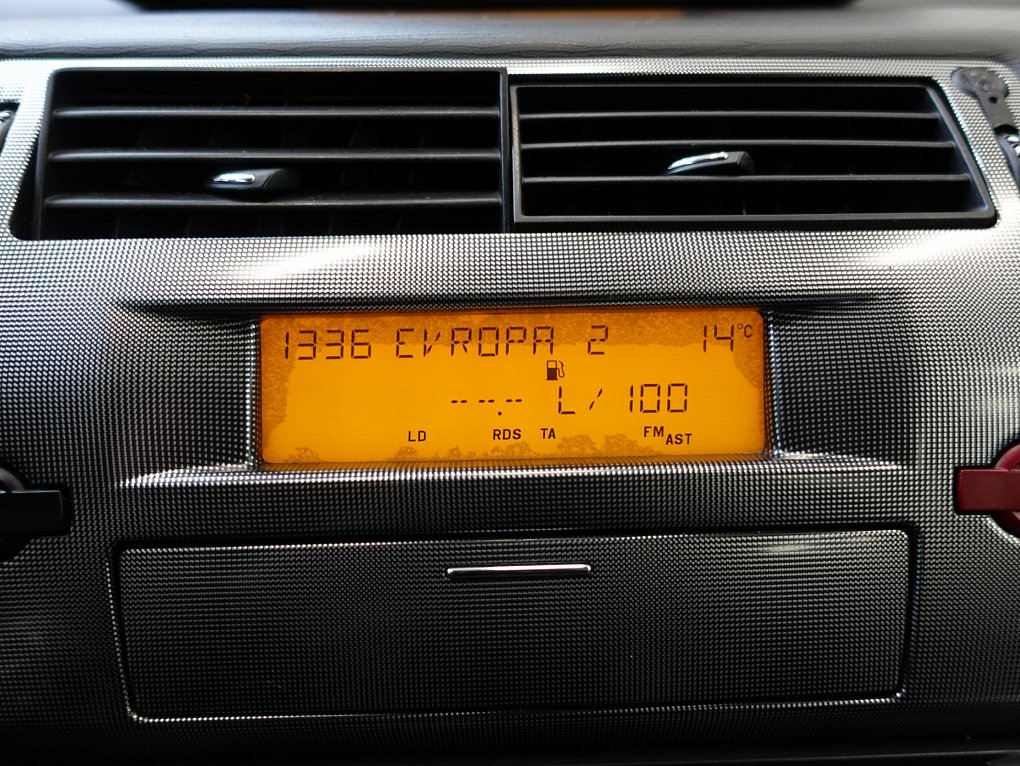 1336 EVROPA 2 14°C
-- --.-- L/100
LD RDS TA FM AST